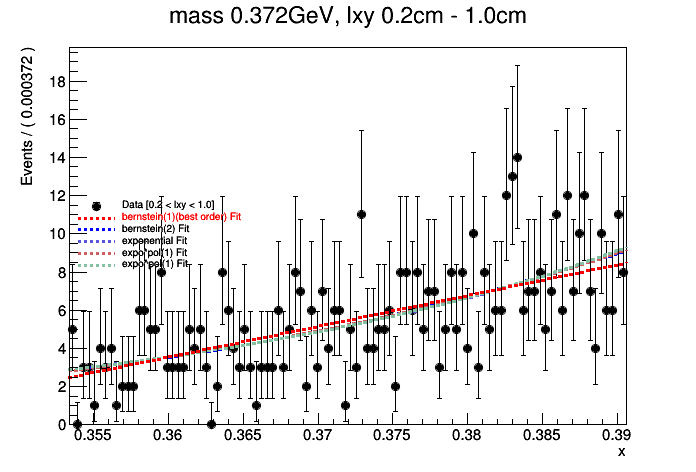 mass 0.372GeV, lxy 0.2cm - 1.0cm
Events / ( 0.000372 )
18
16
14
12
10
8
6
4
2
0
Data [0.2 < lxy < 1.0]
bernstein(1)(best order) Fit
bernstein(2) Fit
exponential Fit
expo*pol(1) Fit
expo*pol(1) Fit
0.355 0.36 0.365 0.37 0.375 0.38 0.385 0.39
x